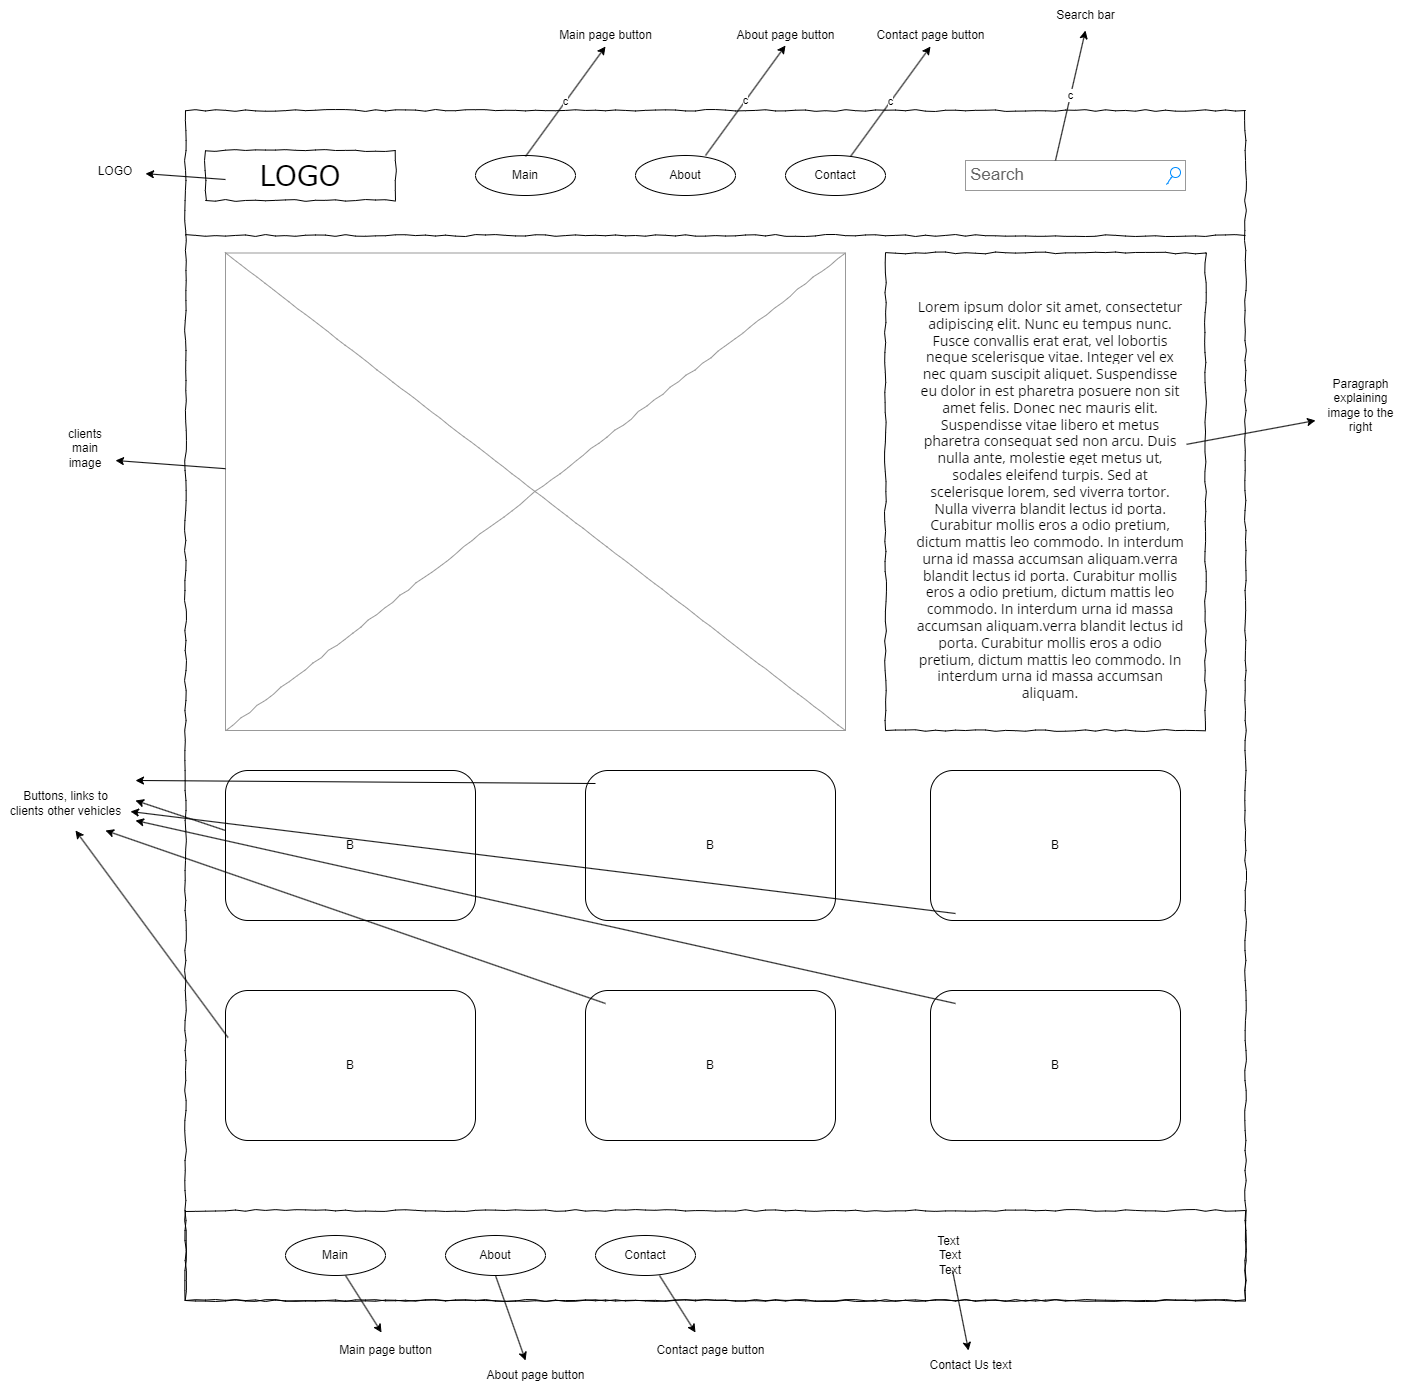 Search bar
Main page button
About page button
Contact page button
c
c
c
c
LOGO
LOGO
Main
About
Contact
Search
Lorem ipsum dolor sit amet, consectetur
adipiscing elit. Nunc eu tempus nunc.
Fusce convallis erat erat, vel lobortis
neque scelerisque vitae. Integer vel ex
nec quam suscipit aliquet. Suspendisse
eu dolor in est pharetra posuere non sit
amet felis. Donec nec mauris elit.
Suspendisse vitae libero et metus
pharetra consequat sed non arcu. Duis
nulla ante, molestie eget metus ut,
sodales eleifend turpis. Sed at
scelerisque lorem, sed viverra tortor.
Nulla viverra blandit lectus id porta.
Curabitur mollis eros a odio pretium,
dictum mattis leo commodo. In interdum
urna id massa accumsan aliquam.verra
blandit lectus id porta. Curabitur mollis
eros a odio pretium, dictum mattis leo
commodo. In interdum urna id massa
accumsan aliquam.verra blandit lectus id
porta. Curabitur mollis eros a odio
pretium, dictum mattis leo commodo. In
interdum urna id massa accumsan
aliquam.
Paragraph
explaining
image to the
right
clients
main
image
Buttons, links to
clients other vehicles
B
B
B
B
B
B
Main
About
Contact
Text
Text
Text
Main page button
About page button
Contact page button
Contact Us text